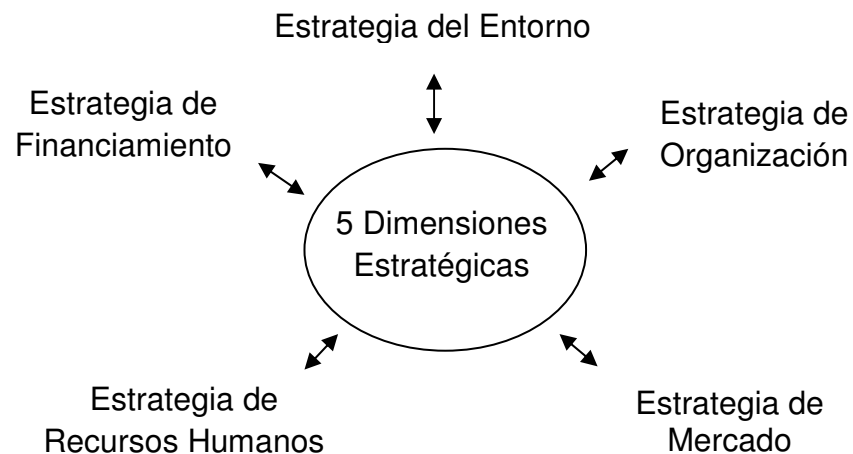 Estrategia del Entorno
Estrategia de
Financiamiento
Estrategia de
Organización
5 Dimensiones
Estratégicas
Estrategia de
Recursos Humanos
Estrategia de
Mercado